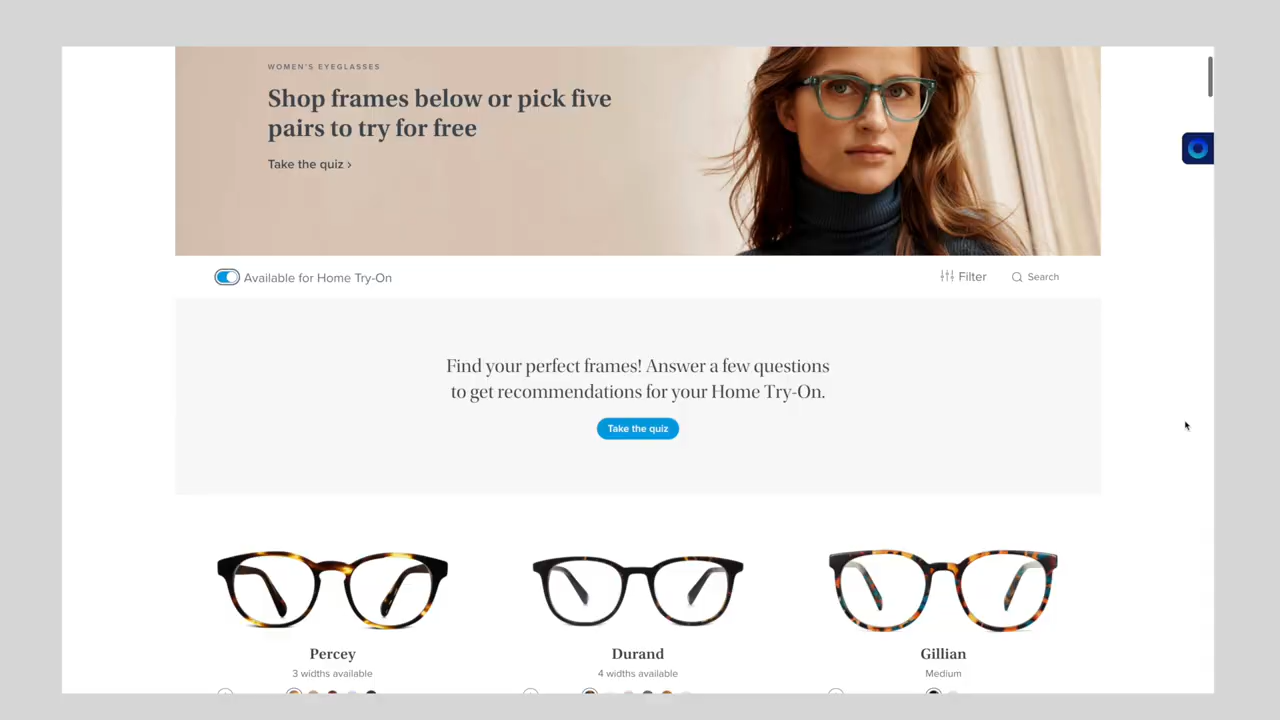 WOMEN'S EYEGLASSES
Shop frames below or pick five
pairs to try for free
Take the quiz ›
Available for Home Try-On
Filter
Search
Find your perfect frames! Answer a few questions
to get recommendations for your Home Try-On.
Take the quiz
Percey
Durand
Gillian
3 widths available
4 widths available
Medium